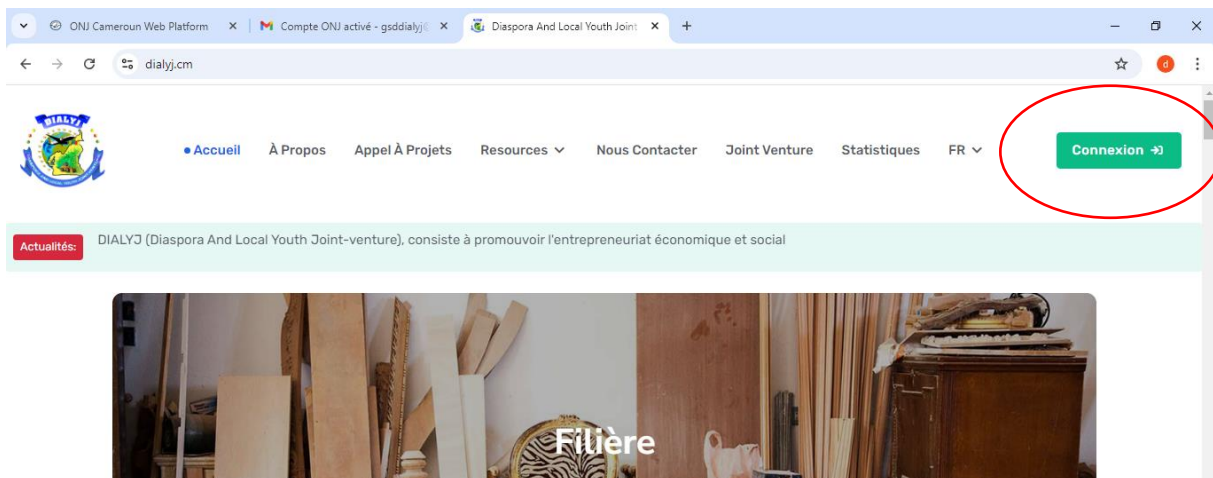 ONJ Cameroun Web Platform
Compte ONJ activé - gsddialyj
Diaspora And Local Youth Joint
dialyj.cm
d
DIALYJ
Accueil
À Propos
Appel À Projets
Resources
Nous Contacter
Joint Venture
Statistiques
FR
Connexion
Actualités:
DIALYJ (Diaspora And Local Youth Joint-venture), consiste à promouvoir l'entrepreneuriat économique et social
Filière